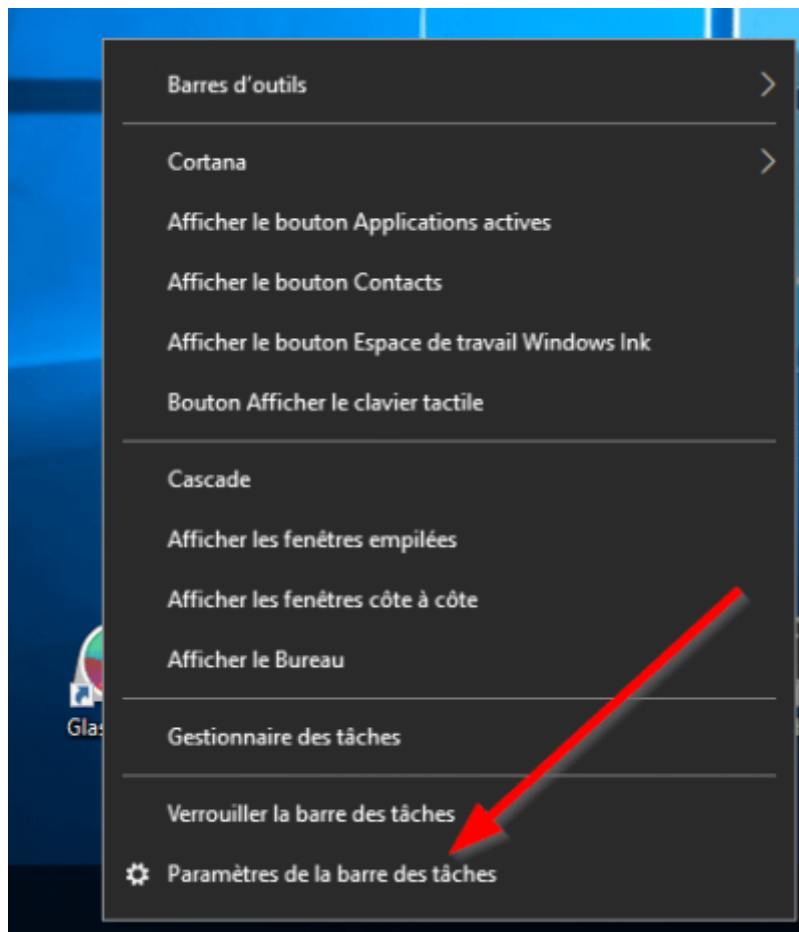 Barres d'outils
Cortana
Afficher le bouton Applications actives
Afficher le bouton Contacts
Afficher le bouton Espace de travail Windows Ink
Bouton Afficher le clavier tactile
Cascade
Afficher les fenêtres empilées
Afficher les fenêtres côte à côte
Afficher le Bureau
Glas
Gestionnaire des tâches
Verrouiller la barre des tâches
Paramètres de la barre des tâches